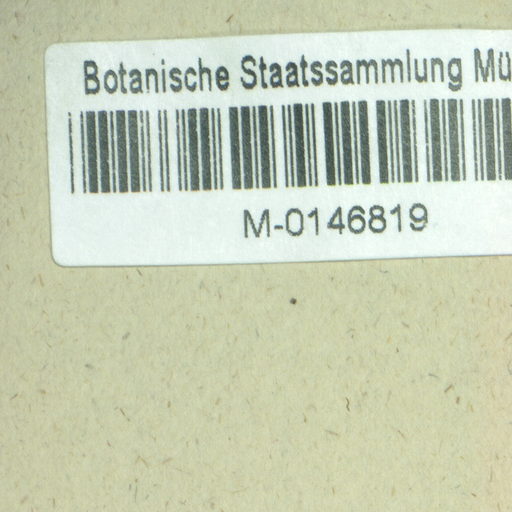 Botanische Staatssammlung Mü
M-0146819